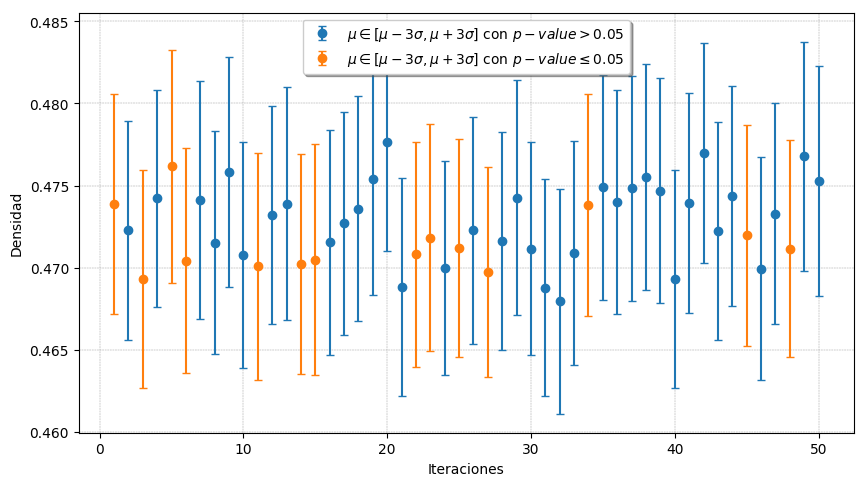 μ ∈ [μ − 3σ, μ + 3σ] con p − value > 0.05
μ ∈ [μ − 3σ, μ + 3σ] con p − value ≤ 0.05
Densidad
0.485
0.480
0.475
0.470
0.465
0.460
0 10 20 30 40 50
Iteraciones